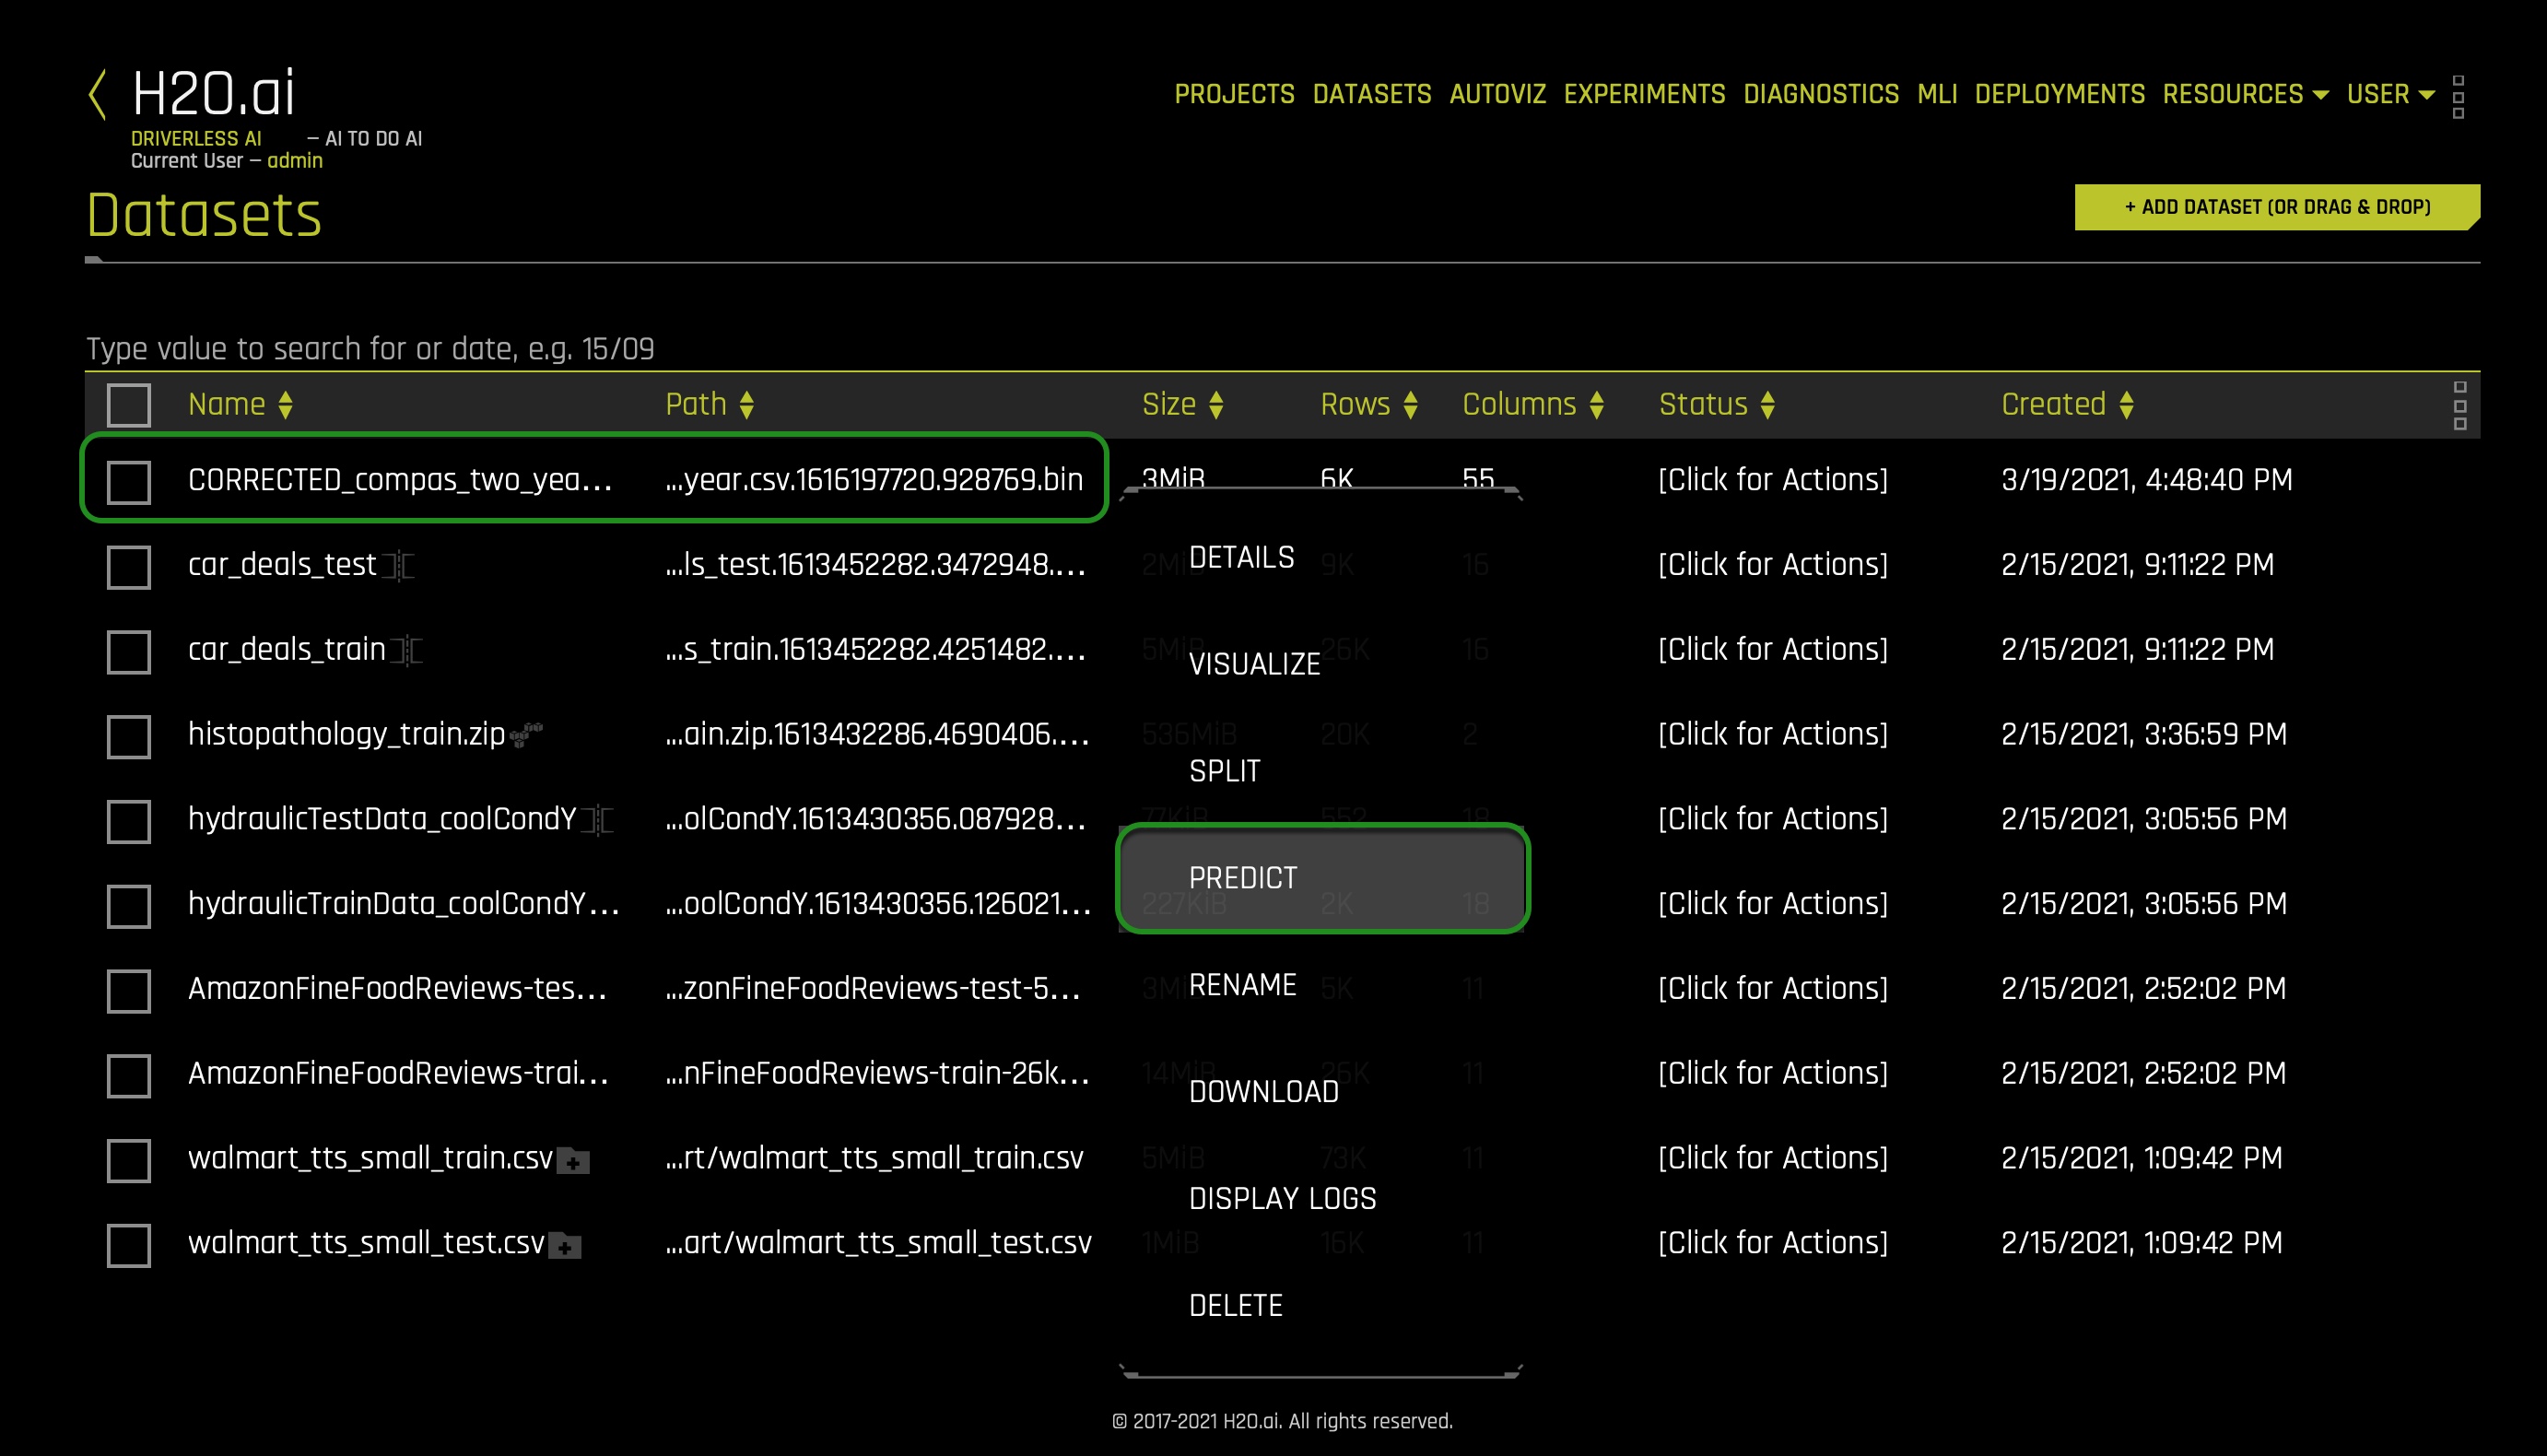 H2O.ai
DRIVERLESS AI — AI TO DO AI
Current User — admin
PROJECTS DATASETS AUTOVIZ EXPERIMENTS DIAGNOSTICS MLI DEPLOYMENTS RESOURCES USER
Datasets
+ ADD DATASET (OR DRAG & DROP)
Type value to search for or date, e.g. 15/09
Name Path Size Rows Columns Status Created
CORRECTED_compas_two_yea... ...year.csv.1616197720.928769.bin 3MiB 6K 55 [Click for Actions] 3/19/2021, 4:48:40 PM
car_deals_test ...ls_test.1613452282.3472948.... 2MiB 9K 16 [Click for Actions] 2/15/2021, 9:11:22 PM
car_deals_train ...s_train.1613452282.4251482.... 5MiB 26K 16 [Click for Actions] 2/15/2021, 9:11:22 PM
histopathology_train.zip ...ain.zip.1613432286.4690406.... 536MiB 20K 2 [Click for Actions] 2/15/2021, 3:36:59 PM
hydraulicTestData_coolCondY ...olCondY.1613430356.087928... 77KiB 552 18 [Click for Actions] 2/15/2021, 3:05:56 PM
hydraulicTrainData_coolCondY... ...oolCondY.1613430356.126021... 227KiB 2K 18 [Click for Actions] 2/15/2021, 3:05:56 PM
AmazonFineFoodReviews-tes... ...zonFineFoodReviews-test-5... 3MiB 5K 11 [Click for Actions] 2/15/2021, 2:52:02 PM
AmazonFineFoodReviews-trai... ...nFineFoodReviews-train-26k... 14MiB 26K 11 [Click for Actions] 2/15/2021, 2:52:02 PM
walmart_tts_small_train.csv ...rt/walmart_tts_small_train.csv 5MiB 73K 11 [Click for Actions] 2/15/2021, 1:09:42 PM
walmart_tts_small_test.csv ...art/walmart_tts_small_test.csv 1MiB 16K 11 [Click for Actions] 2/15/2021, 1:09:42 PM
DETAILS
VISUALIZE
SPLIT
PREDICT
RENAME
DOWNLOAD
DISPLAY LOGS
DELETE
© 2017-2021 H2O.ai. All rights reserved.